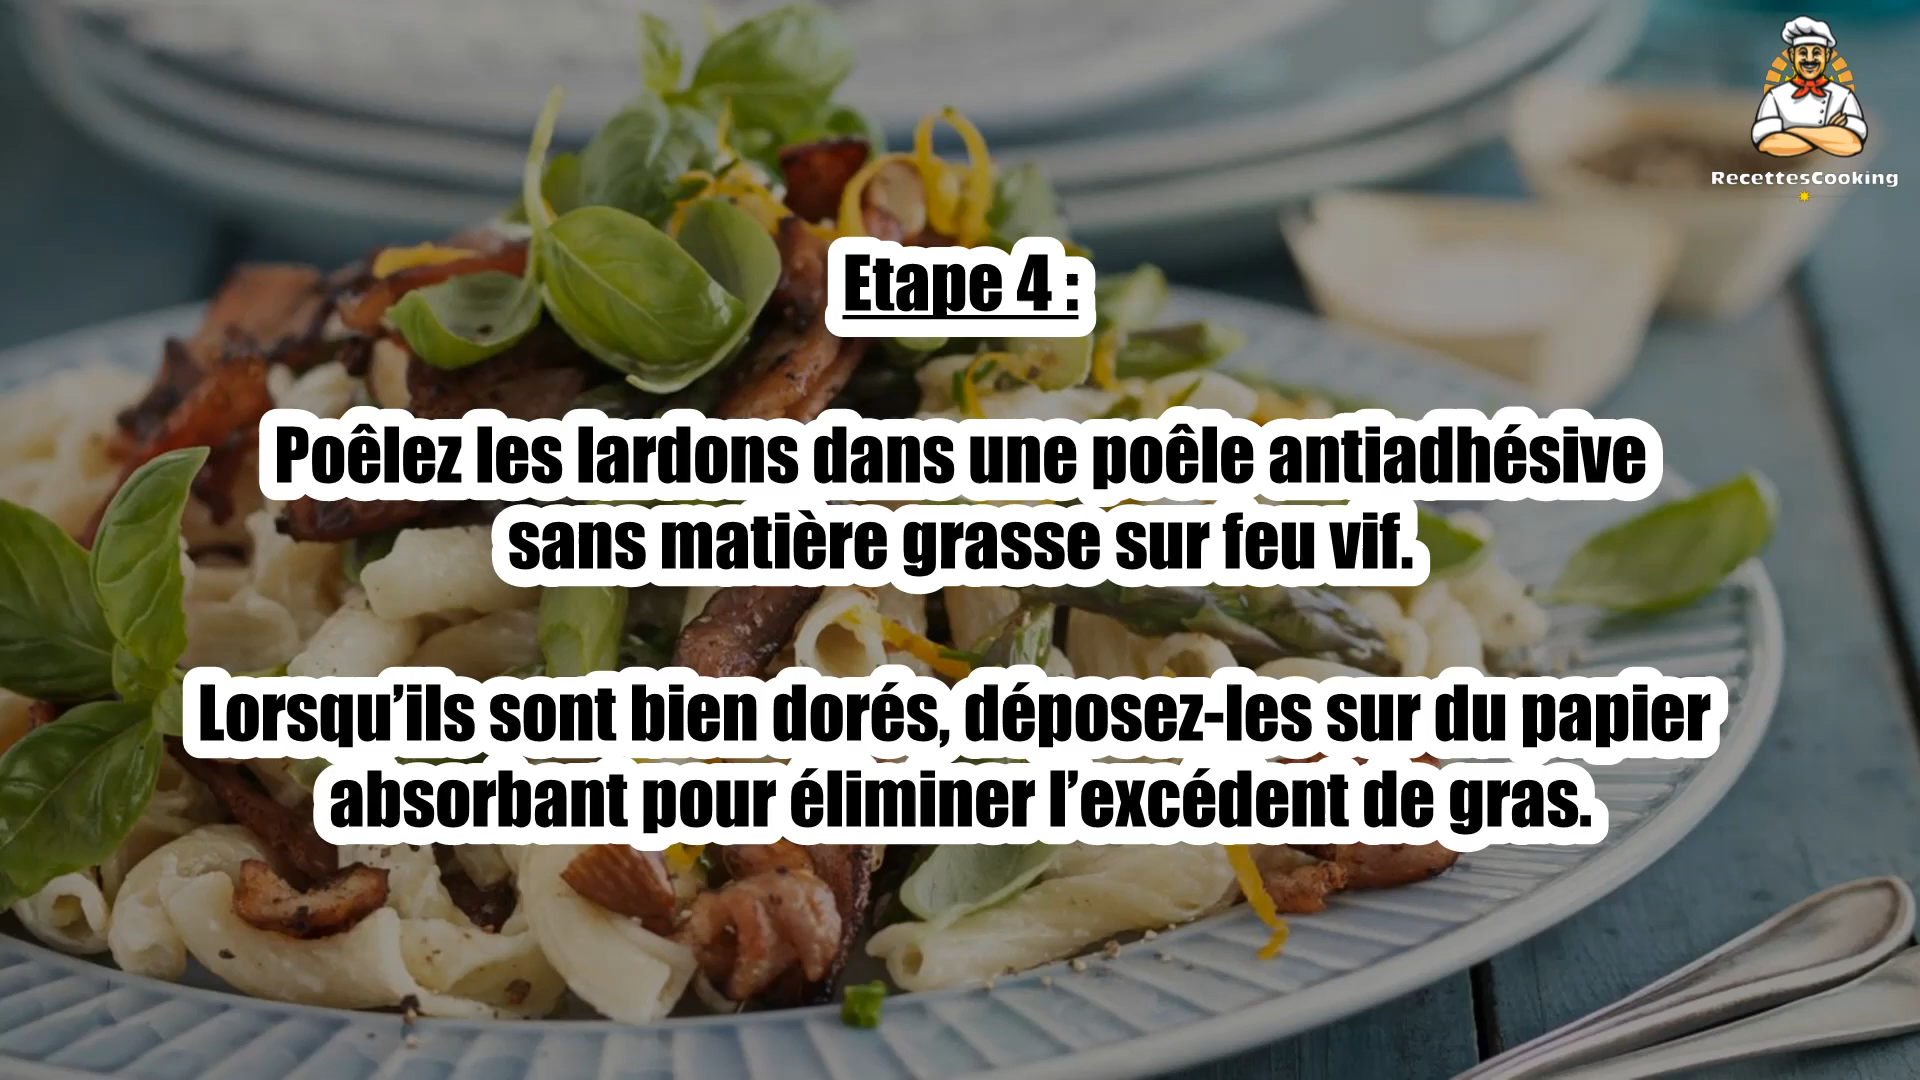 RecettesCooking
Etape 4 :
Poêlez les lardons dans une poêle antiadhésive
sans matière grasse sur feu vif.
Lorsqu’ils sont bien dorés, déposez-les sur du papier
absorbant pour éliminer l’excédent de gras.